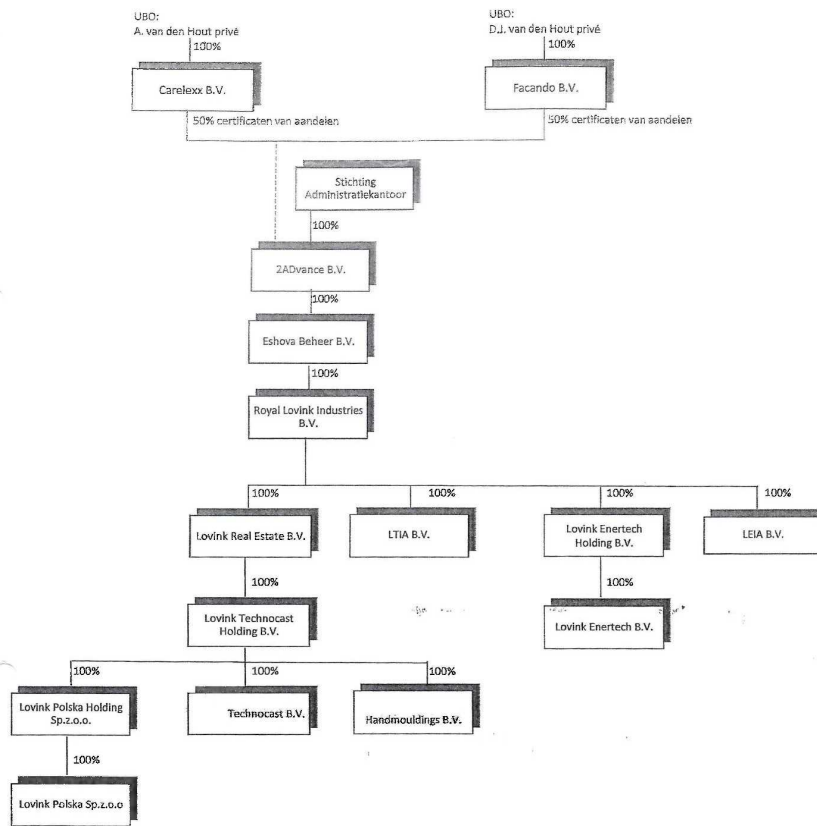 UBO:
A. van den Hout privé
100%
Carelexx B.V.
50% certificaten van aandelen
UBO:
D.J. van den Hout privé
100%
Facando B.V.
50% certificaten van aandelen
Stichting
Administratiekantoor
100%
2ADvance B.V.
100%
Eshova Beheer B.V.
100%
Royal Lovink Industries
B.V.
100%
100%
100%
100%
Lovink Real Estate B.V.
LTIA B.V.
Lovink Enertech
Holding B.V.
LEIA B.V.
100%
100%
Lovink Technocast
Holding B.V.
Lovink Enertech B.V.
100%
100%
100%
Lovink Polska Holding
Sp.z.o.o.
Technocast B.V.
Handmouldings B.V.
100%
Lovink Polska Sp.z.o.o